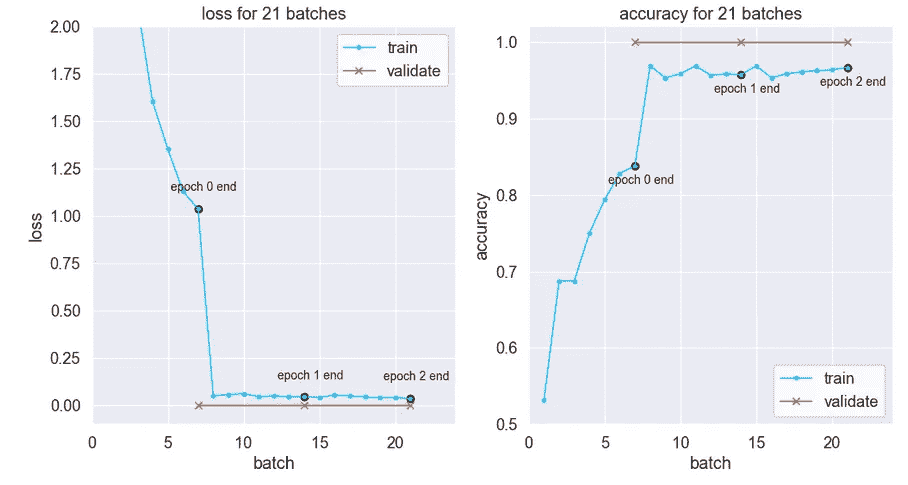 loss for 21 batches
2.00
1.75
1.50
1.25
1.00
0.75
0.50
0.25
0.00
loss
train
validate
epoch 0 end
epoch 1 end
epoch 2 end
0
5
10
15
20
batch
accuracy for 21 batches
1.0
0.9
0.8
0.7
0.6
0.5
accuracy
epoch 1 end
epoch 2 end
epoch 0 end
train
validate
0
5
10
15
20
batch